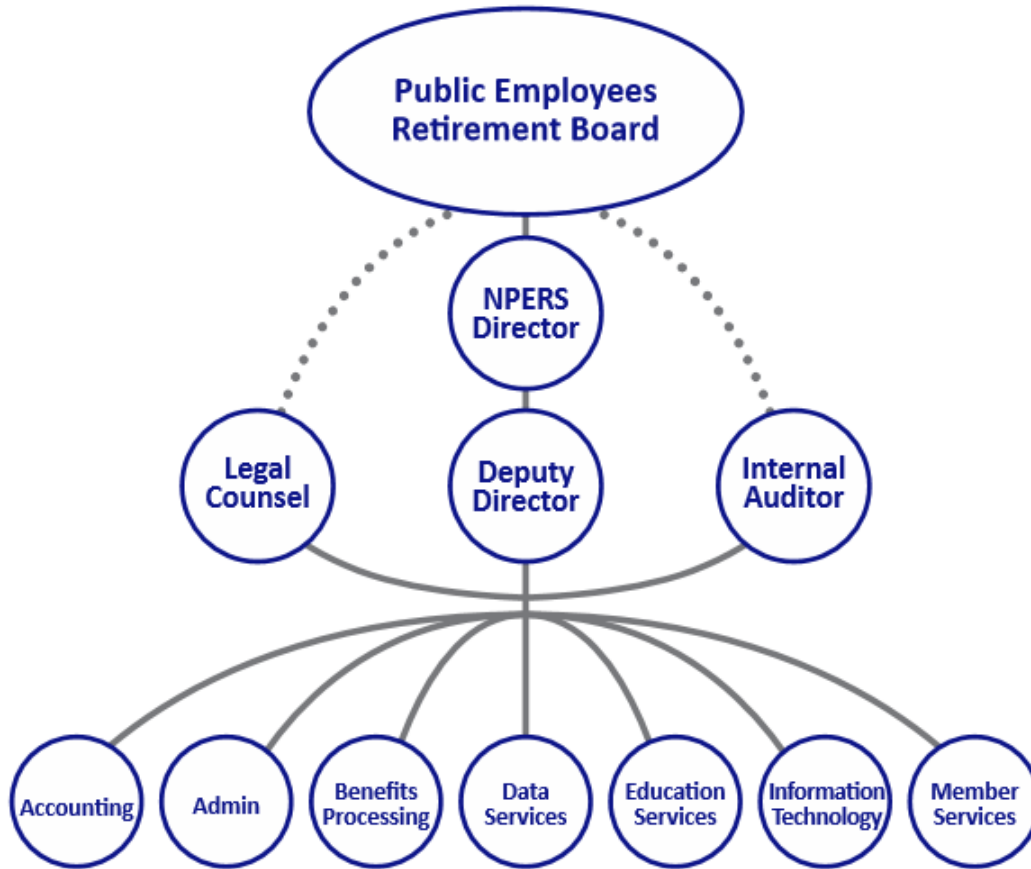 Public Employees
Retirement Board
NPERS
Director
Legal
Counsel
Deputy
Director
Internal
Auditor
Accounting
Admin
Benefits
Processing
Data
Services
Education
Services
Information
Technology
Member
Services